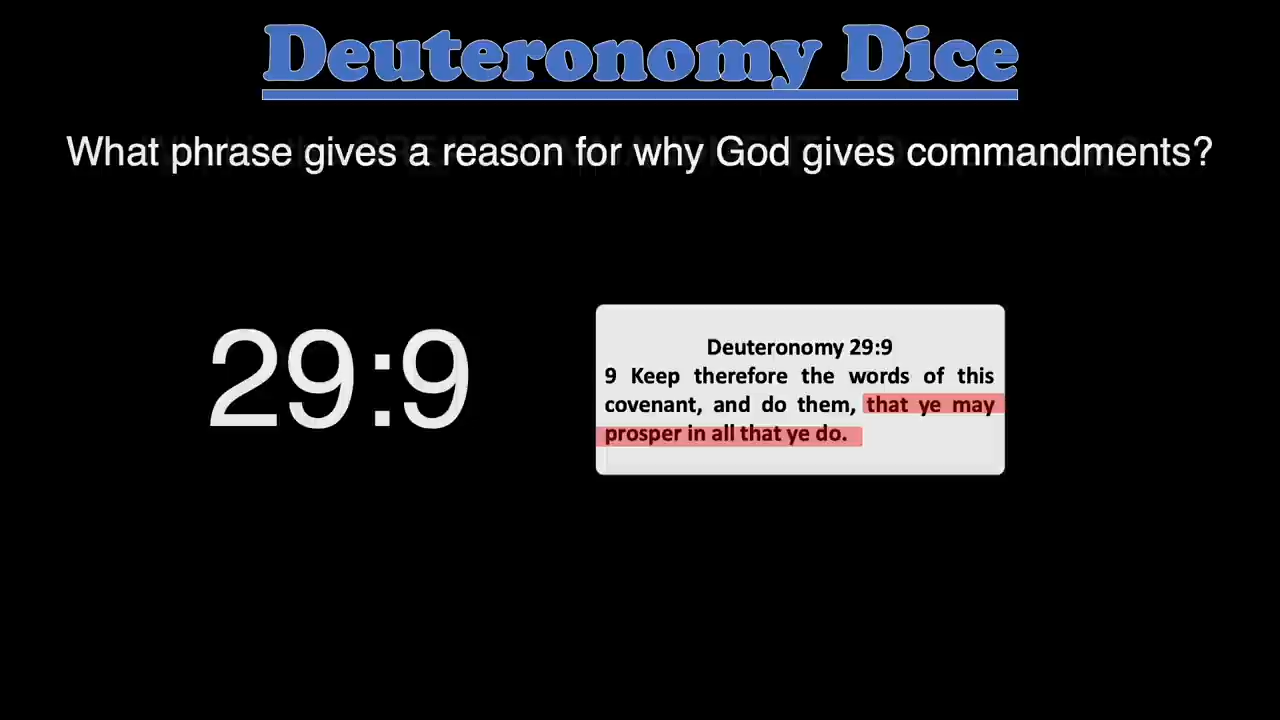 Deuteronomy Dice
What phrase gives a reason for why God gives commandments?
29:9
Deuteronomy 29:9
9 Keep therefore the words of this
covenant, and do them, that ye may
prosper in all that ye do.